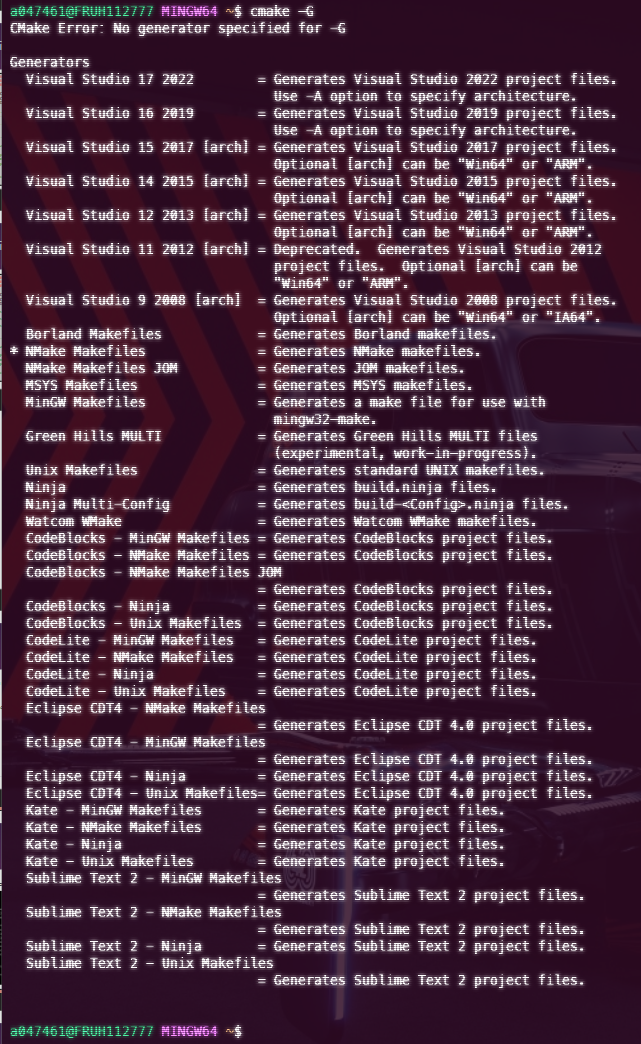 a047461@FRUH112777 MINGW64 ~$ cmake -G
CMake Error: No generator specified for -G

Generators
  Visual Studio 17 2022        = Generates Visual Studio 2022 project files.
                                 Use -A option to specify architecture.
  Visual Studio 16 2019        = Generates Visual Studio 2019 project files.
                                 Use -A option to specify architecture.
  Visual Studio 15 2017 [arch] = Generates Visual Studio 2017 project files.
                                 Optional [arch] can be "Win64" or "ARM".
  Visual Studio 14 2015 [arch] = Generates Visual Studio 2015 project files.
                                 Optional [arch] can be "Win64" or "ARM".
  Visual Studio 12 2013 [arch] = Generates Visual Studio 2013 project files.
                                 Optional [arch] can be "Win64" or "ARM".
  Visual Studio 11 2012 [arch] = Deprecated.  Generates Visual Studio 2012
                                 project files.  Optional [arch] can be
                                 "Win64" or "ARM".
  Visual Studio 9 2008 [arch]  = Generates Visual Studio 2008 project files.
                                 Optional [arch] can be "Win64" or "IA64".
  Borland Makefiles            = Generates Borland makefiles.
* NMake Makefiles              = Generates NMake makefiles.
  NMake Makefiles JOM          = Generates JOM makefiles.
  MSYS Makefiles               = Generates MSYS makefiles.
  MinGW Makefiles              = Generates a make file for use with
                                 mingw32-make.
  Green Hills MULTI            = Generates Green Hills MULTI files
                                 (experimental, work-in-progress).
  Unix Makefiles               = Generates standard UNIX makefiles.
  Ninja                        = Generates build.ninja files.
  Ninja Multi-Config           = Generates build-<Config>.ninja files.
  Watcom WMake                 = Generates Watcom WMake makefiles.
  CodeBlocks - MinGW Makefiles = Generates CodeBlocks project files.
  CodeBlocks - NMake Makefiles = Generates CodeBlocks project files.
  CodeBlocks - NMake Makefiles JOM
                               = Generates CodeBlocks project files.
  CodeBlocks - Ninja           = Generates CodeBlocks project files.
  CodeBlocks - Unix Makefiles  = Generates CodeBlocks project files.
  CodeLite - MinGW Makefiles   = Generates CodeLite project files.
  CodeLite - NMake Makefiles   = Generates CodeLite project files.
  CodeLite - Ninja             = Generates CodeLite project files.
  CodeLite - Unix Makefiles    = Generates CodeLite project files.
  Eclipse CDT4 - NMake Makefiles
                               = Generates Eclipse CDT 4.0 project files.
  Eclipse CDT4 - MinGW Makefiles
                               = Generates Eclipse CDT 4.0 project files.
  Eclipse CDT4 - Ninja         = Generates Eclipse CDT 4.0 project files.
  Eclipse CDT4 - Unix Makefiles= Generates Eclipse CDT 4.0 project files.
  Kate - MinGW Makefiles       = Generates Kate project files.
  Kate - NMake Makefiles       = Generates Kate project files.
  Kate - Ninja                 = Generates Kate project files.
  Kate - Unix Makefiles        = Generates Kate project files.
  Sublime Text 2 - MinGW Makefiles
                               = Generates Sublime Text 2 project files.
  Sublime Text 2 - NMake Makefiles
                               = Generates Sublime Text 2 project files.
  Sublime Text 2 - Ninja       = Generates Sublime Text 2 project files.
  Sublime Text 2 - Unix Makefiles
                               = Generates Sublime Text 2 project files.

a047461@FRUH112777 MINGW64 ~$